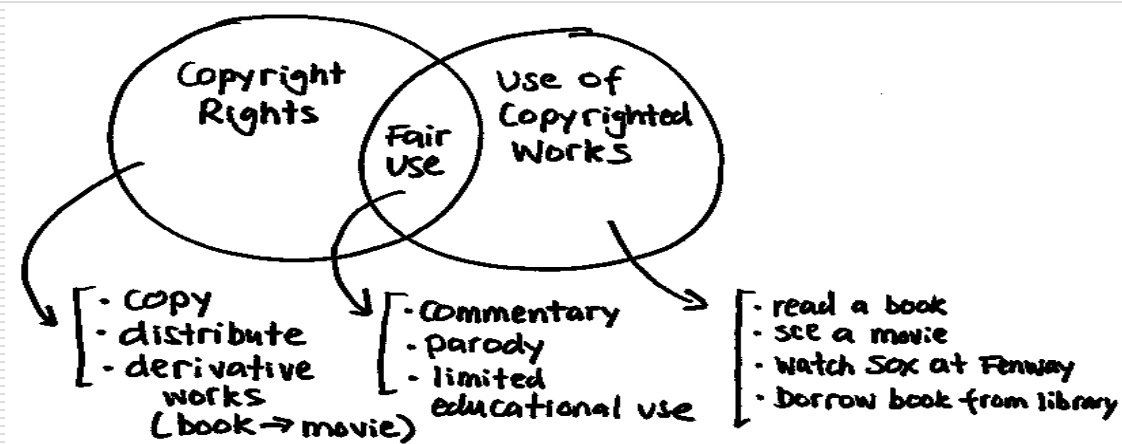 Copyright
Rights
Fair
use
use of
Copyrighted
Works
· copy
· distribute
· derivative
works
(book→movie)
· commentary
· parody
· limited
educational use
· read a book
· see a movie
· watch Sox at Fenway
· borrow book from library